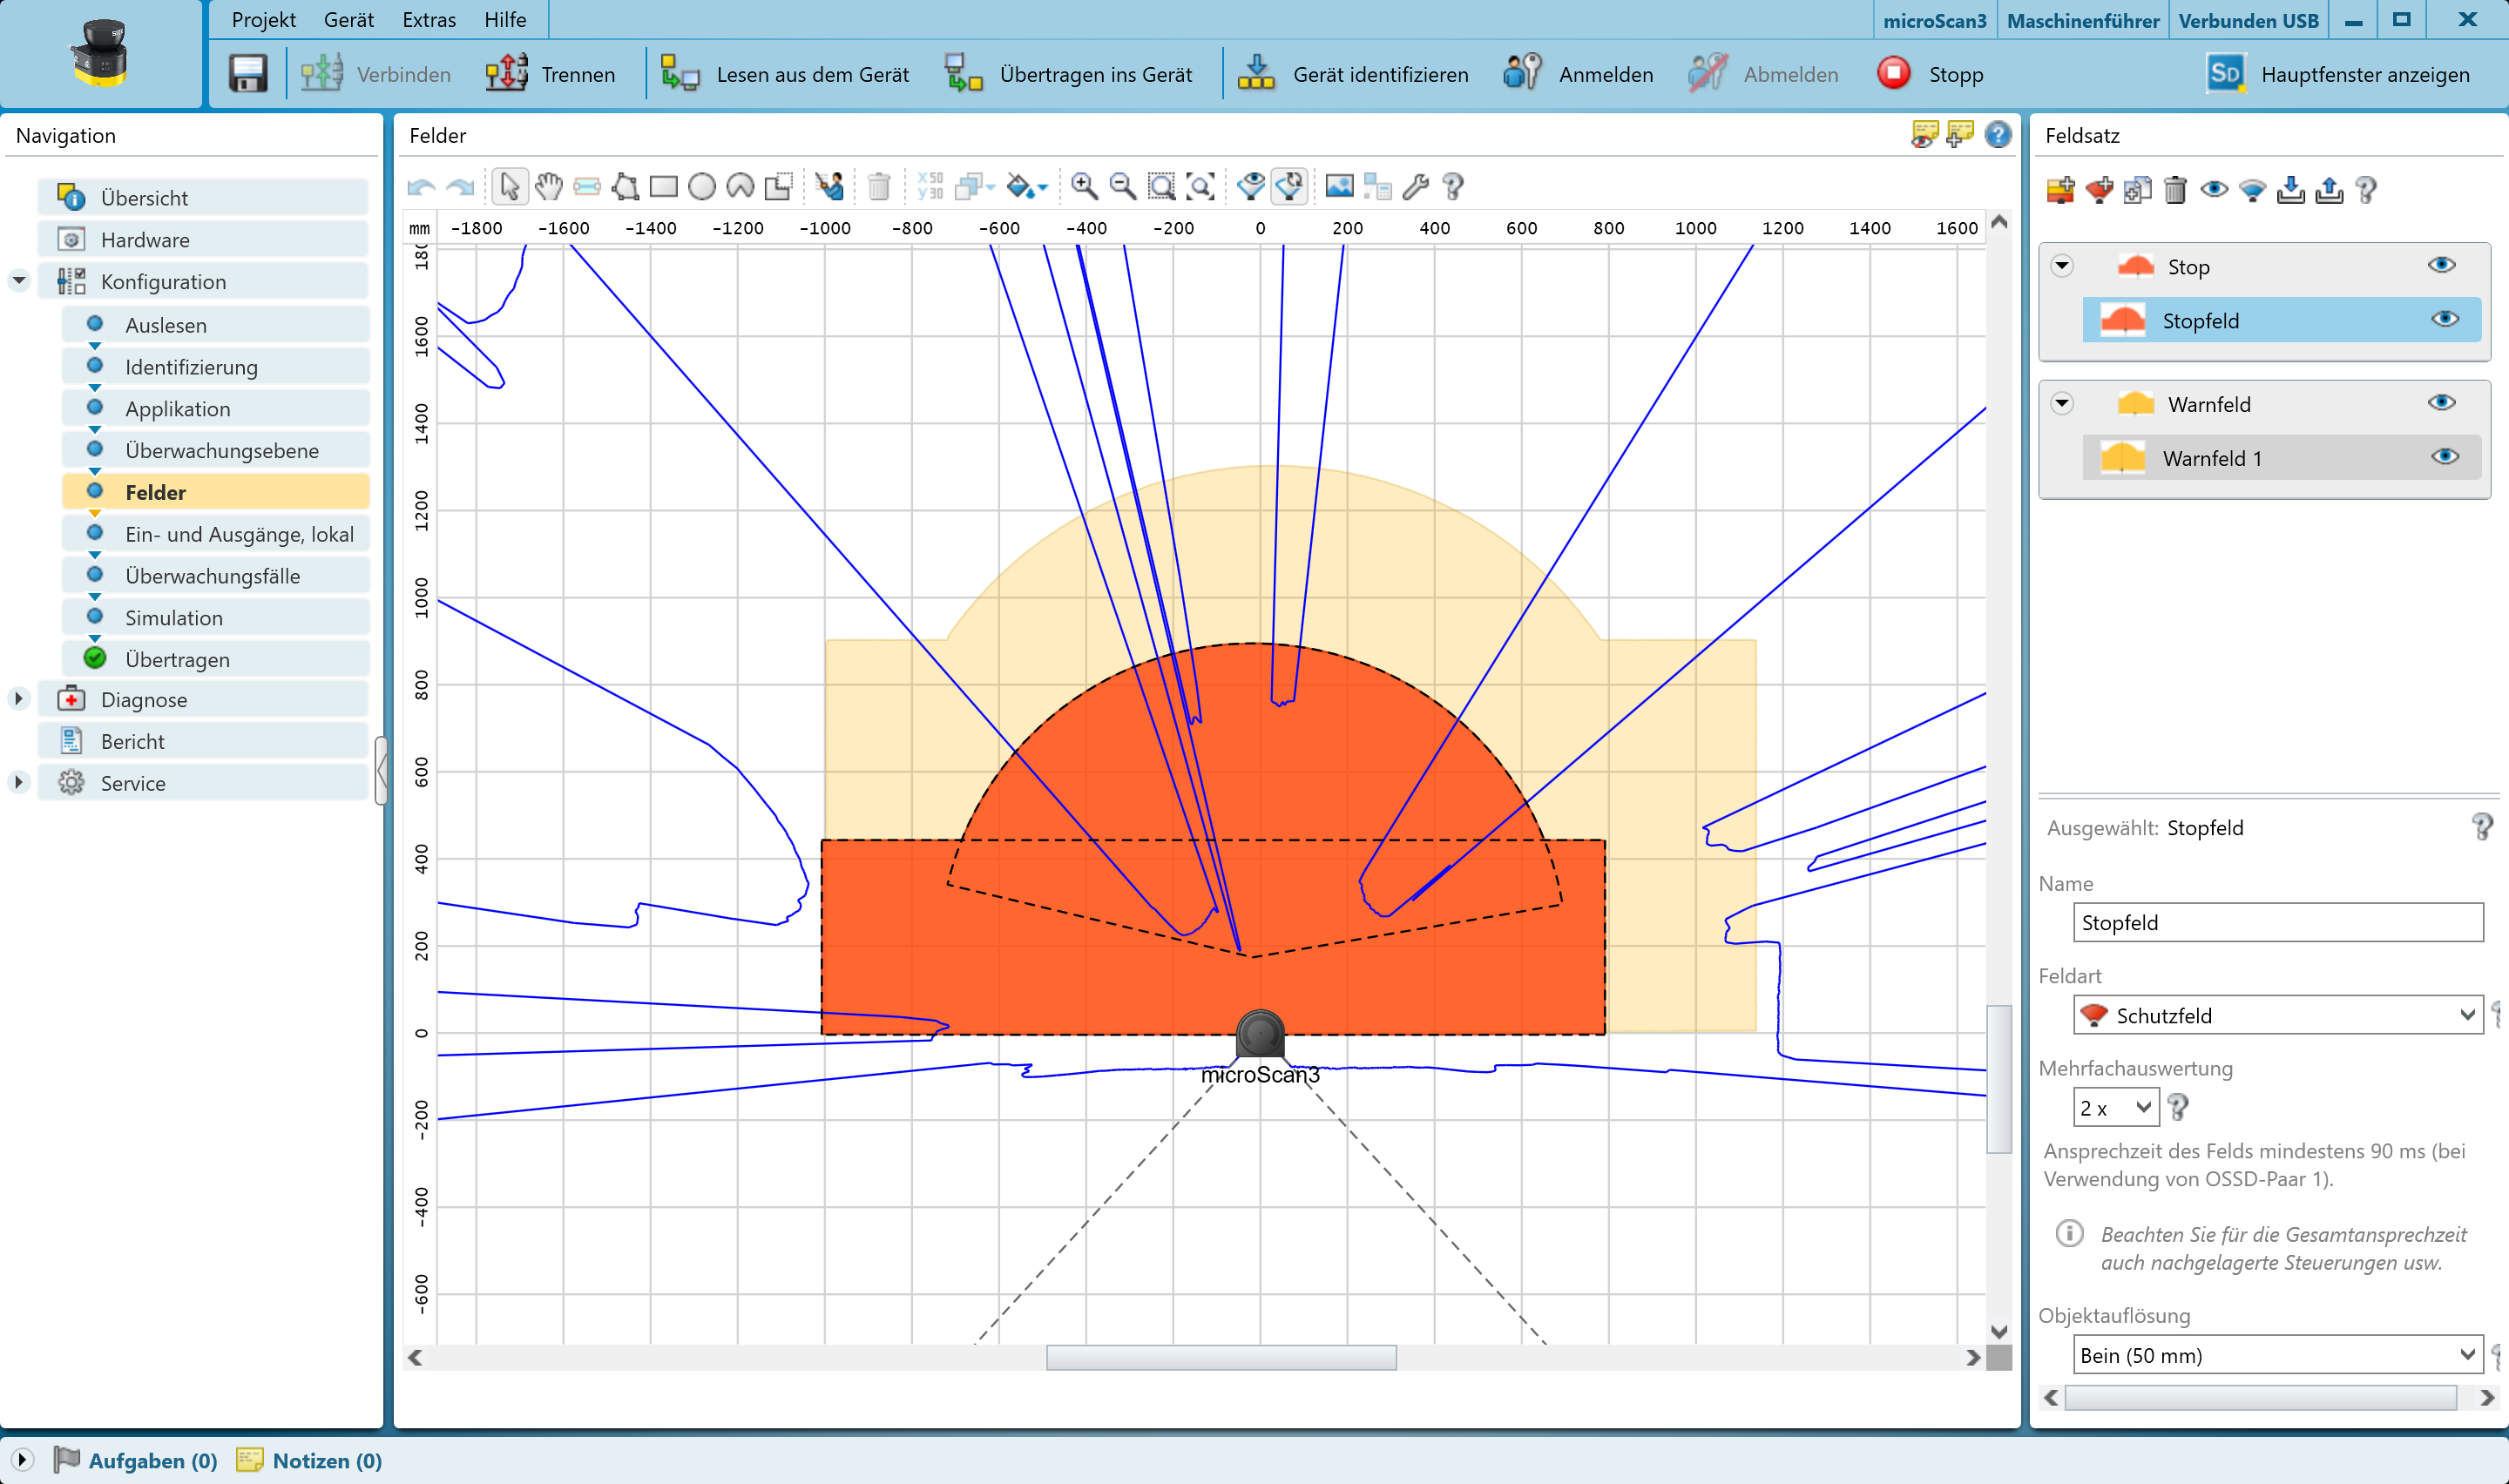 Projekt Gerät Extras Hilfe
microScan3 Maschinenführer Verbunden USB
Verbinden Trennen Lesen aus dem Gerät Übertragen ins Gerät Gerät identifizieren Anmelden Abmelden Stopp SD Hauptfenster anzeigen
Navigation
Übersicht
Hardware
Konfiguration
Auslesen
Identifizierung
Applikation
Überwachungsebene
Felder
Ein- und Ausgänge, lokal
Überwachungsfälle
Simulation
Übertragen
Diagnose
Bericht
Service
Felder
X 50
y 30
mm -1800 -1600 -1400 -1200 -1000 -800 -600 -400 -200 0 200 400 600 800 1000 1200 1400 1600
1800
1600
1400
1200
1000
800
600
400
200
0
-200
-400
-600
microScan3
Feldsatz
Stop
Stopfeld
Warnfeld
Warnfeld 1
Ausgewählt: Stopfeld
Name
Stopfeld
Feldart
Schutzfeld
Mehrfachauswertung
2 x
Ansprechzeit des Felds mindestens 90 ms (bei
Verwendung von OSSD-Paar 1).
Beachten Sie für die Gesamtansprechzeit
auch nachgelagerte Steuerungen usw.
Objektauflösung
Bein (50 mm)
Aufgaben (0) Notizen (0)